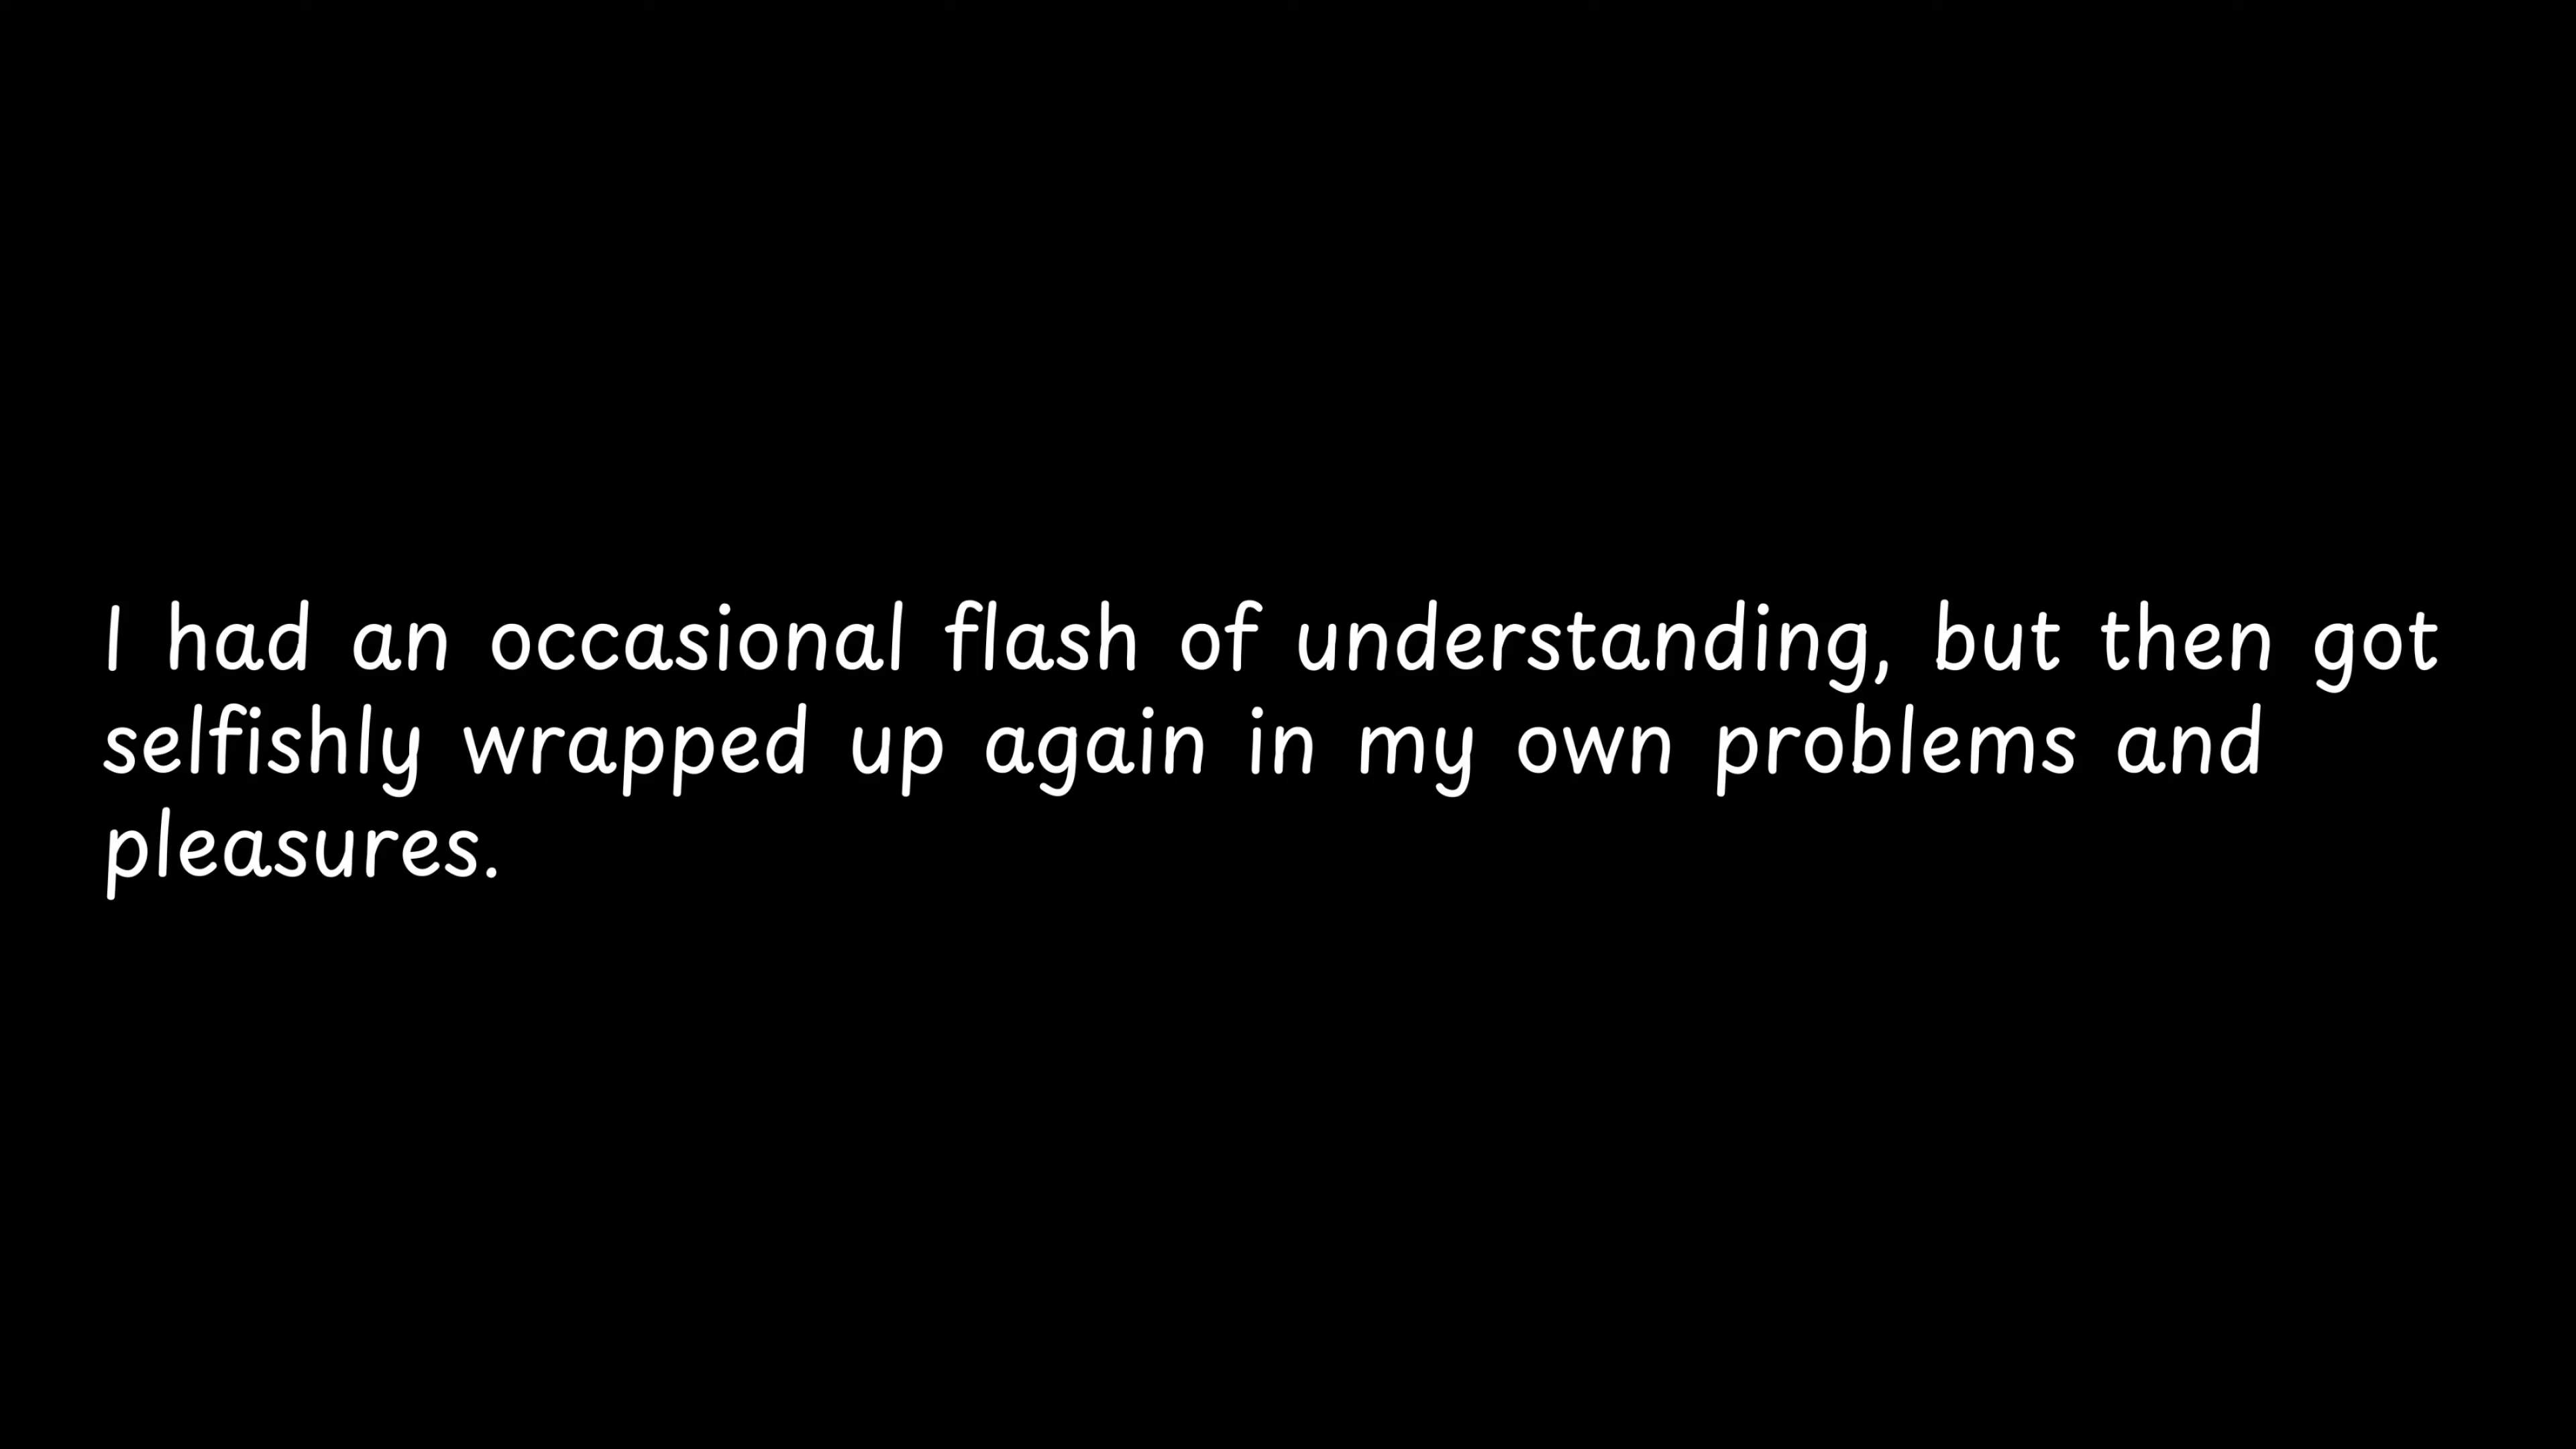 I had an occasional flash of understanding, but then got
selfishly wrapped up again in my own problems and
pleasures.